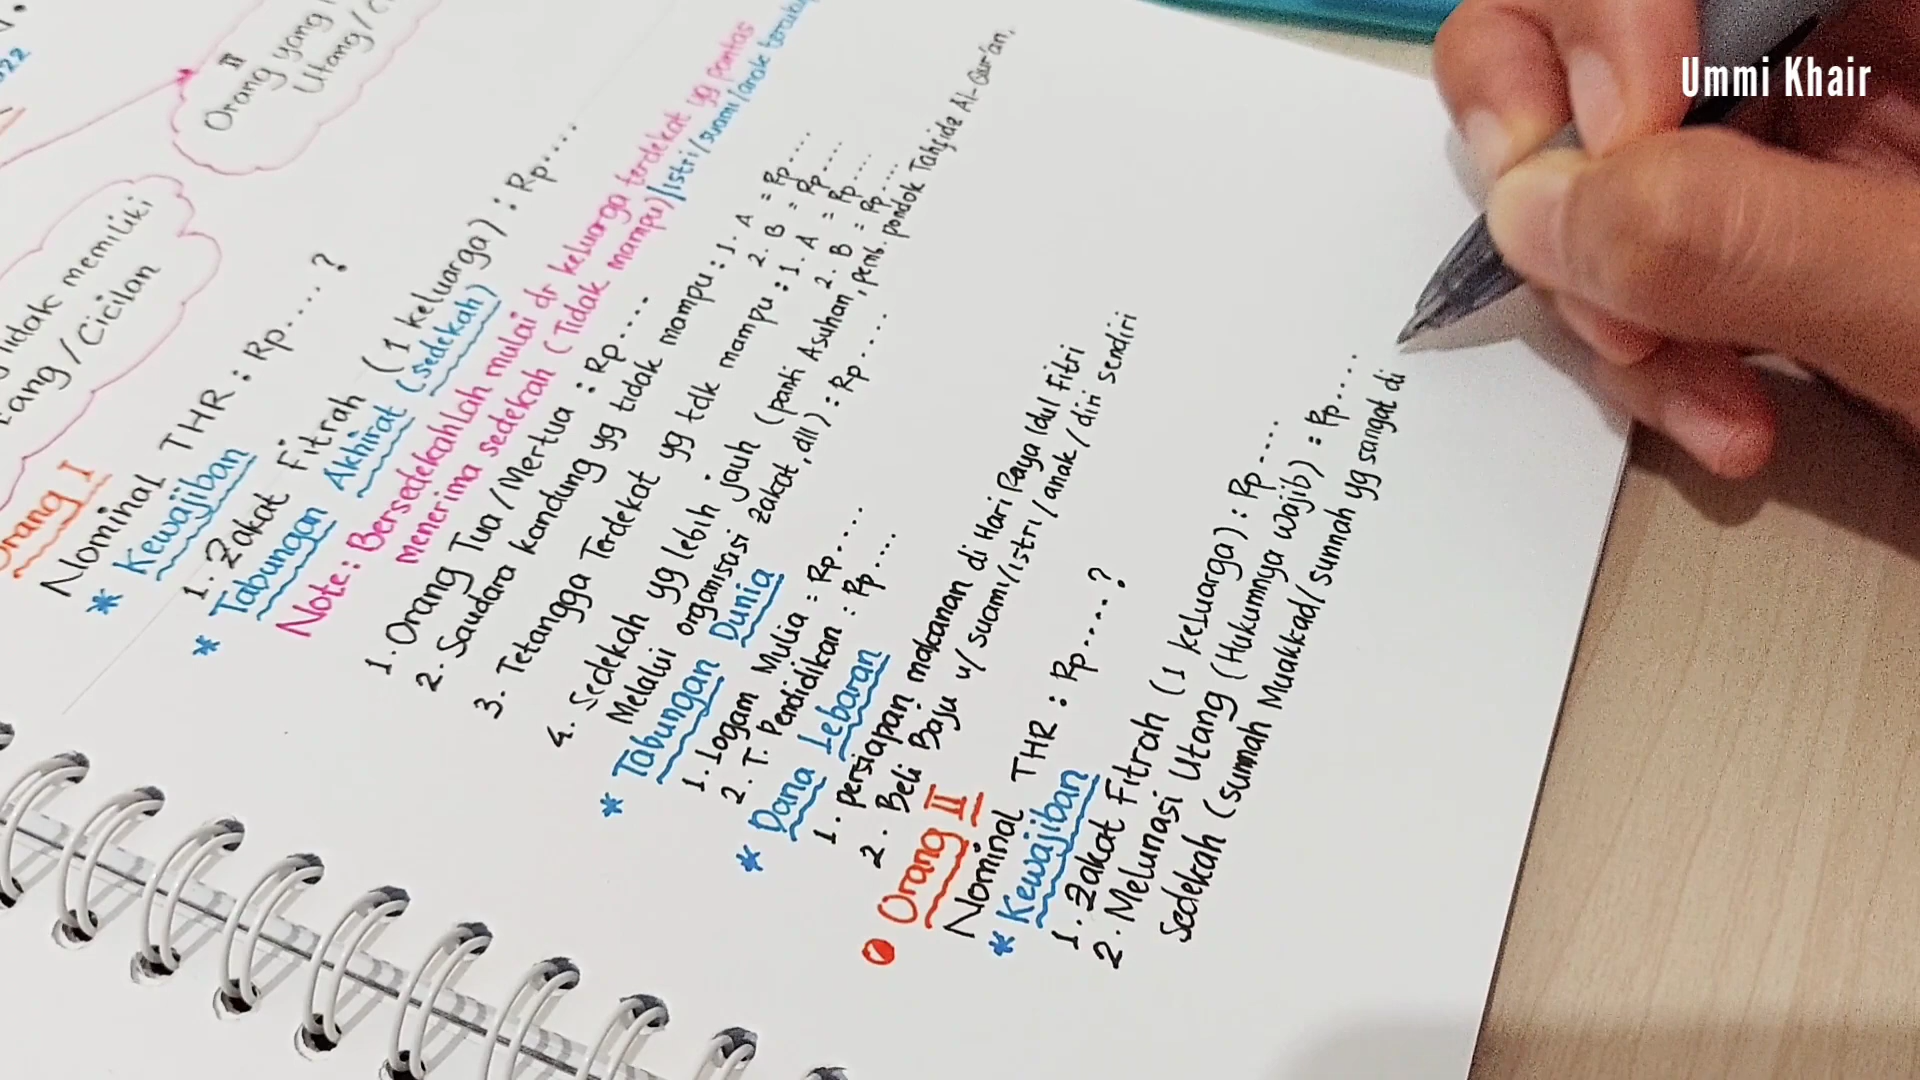 Ummi Khair
022
II
Orang yang
Utang/C
tidak memiliki
/Cicilan
Orang I
Nominal THR : Rp.....?
* Kewajiban
1. Zakat Fitrah (1 keluarga) : Rp....
* Tabungan Akhirat (sedekah)
Note: Bersedekahlah mulai dr keluarga terdekat yg pantas
menerima sedekah (Tidak mampu)/istri/suami/anak
1. Orang Tua/Mertua : Rp....
2. Saudara kandung yg tidak mampu : 1. A = Rp....
2. B = Rp....
3. Tetangga Terdekat yg tdk mampu : 1. A = Rp....
2. B = Rp....
4. Sedekah yg lebih jauh (panti Asuhan, pemb. pondok Tahfidz Al-Qur'an,
Melalui organisasi zakat, dll) : Rp....
* Tabungan Dunia
1. Logam Mulia : Rp....
2. T. Pendidikan : Rp....
* Dana Lebaran
1. persiapan makanan di Hari Raya Idul Fitri
2. Beli Baju u/ suami/istri/anak/diri sendiri
Orang II
Nominal THR : Rp.....?
* Kewajiban
1. Zakat Fitrah (1 keluarga) : Rp....
2. Melunasi Utang (Hukumnya wajib) : Rp....
Sedekah (sunnah Muakkad/sunnah yg sangat di